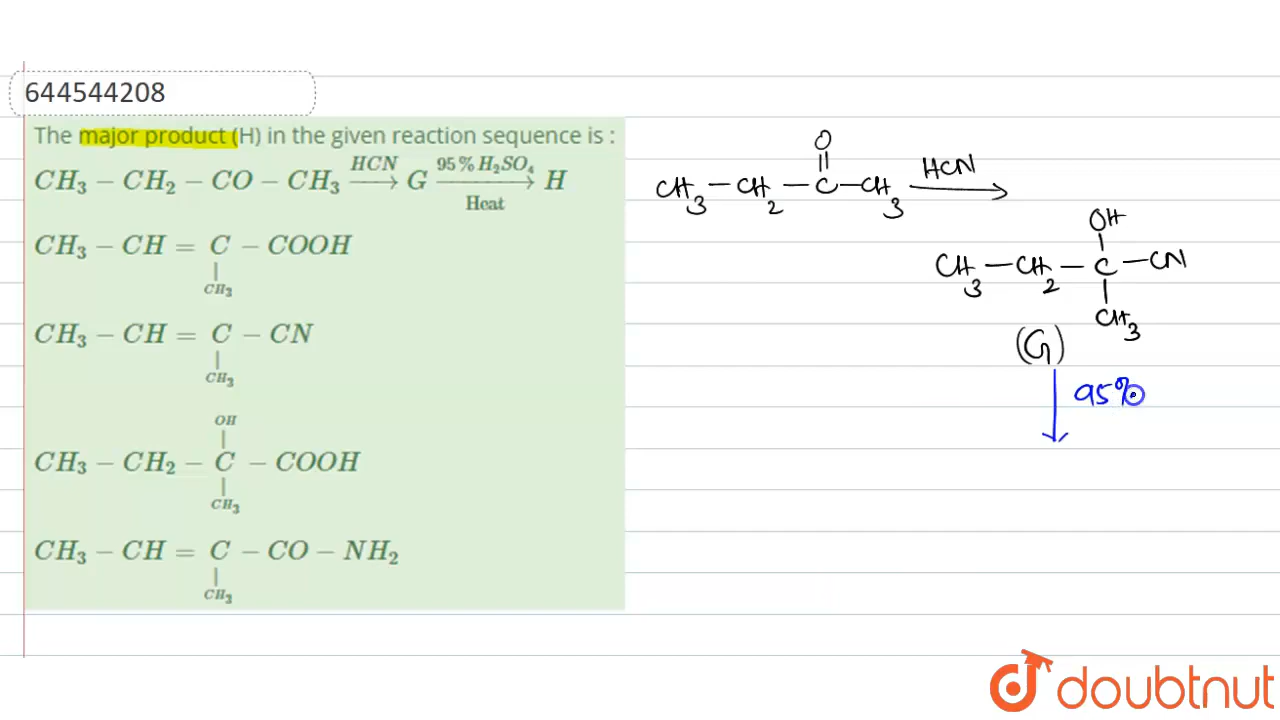 644544208
The major product (H) in the given reaction sequence is :
CH₃ − CH₂ − CO − CH₃ —HCN→ G —95% H₂SO₄ / Heat→ H
CH₃ − CH = C − COOH
|
CH₃
CH₃ − CH = C − CN
|
CH₃
OH
|
CH₃ − CH₂ − C − COOH
|
CH₃
CH₃ − CH = C − CO − NH₂
|
CH₃
O
||
CH₃ − CH₂ − C − CH₃ —HCN→
OH
|
CH₃ − CH₂ − C − CN
|
CH₃
(G)
↓ 95%
doubtnut